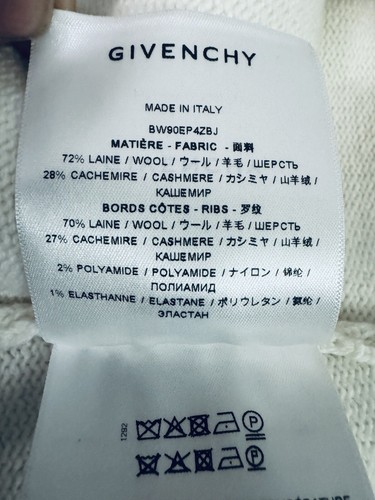 GIVENCHY
MADE IN ITALY
BW90EP4ZBJ
MATIÈRE - FABRIC - 面料
72% LAINE / WOOL / ウール / 羊毛 / ШЕРСТЬ
28% CACHEMIRE / CASHMERE / カシミヤ / 山羊绒 /
КАШЕМИР
BORDS CÔTES - RIBS - 罗纹
70% LAINE / WOOL / ウール / 羊毛 / ШЕРСТЬ
27% CACHEMIRE / CASHMERE / カシミヤ / 山羊绒 /
КАШЕМИР
2% POLYAMIDE / POLYAMIDE / ナイロン / 锦纶 /
ПОЛИАМИД
1% ELASTHANNE / ELASTANE / ポリウレタン / 氨纶 /
ЭЛАСТАН
1292
P
P